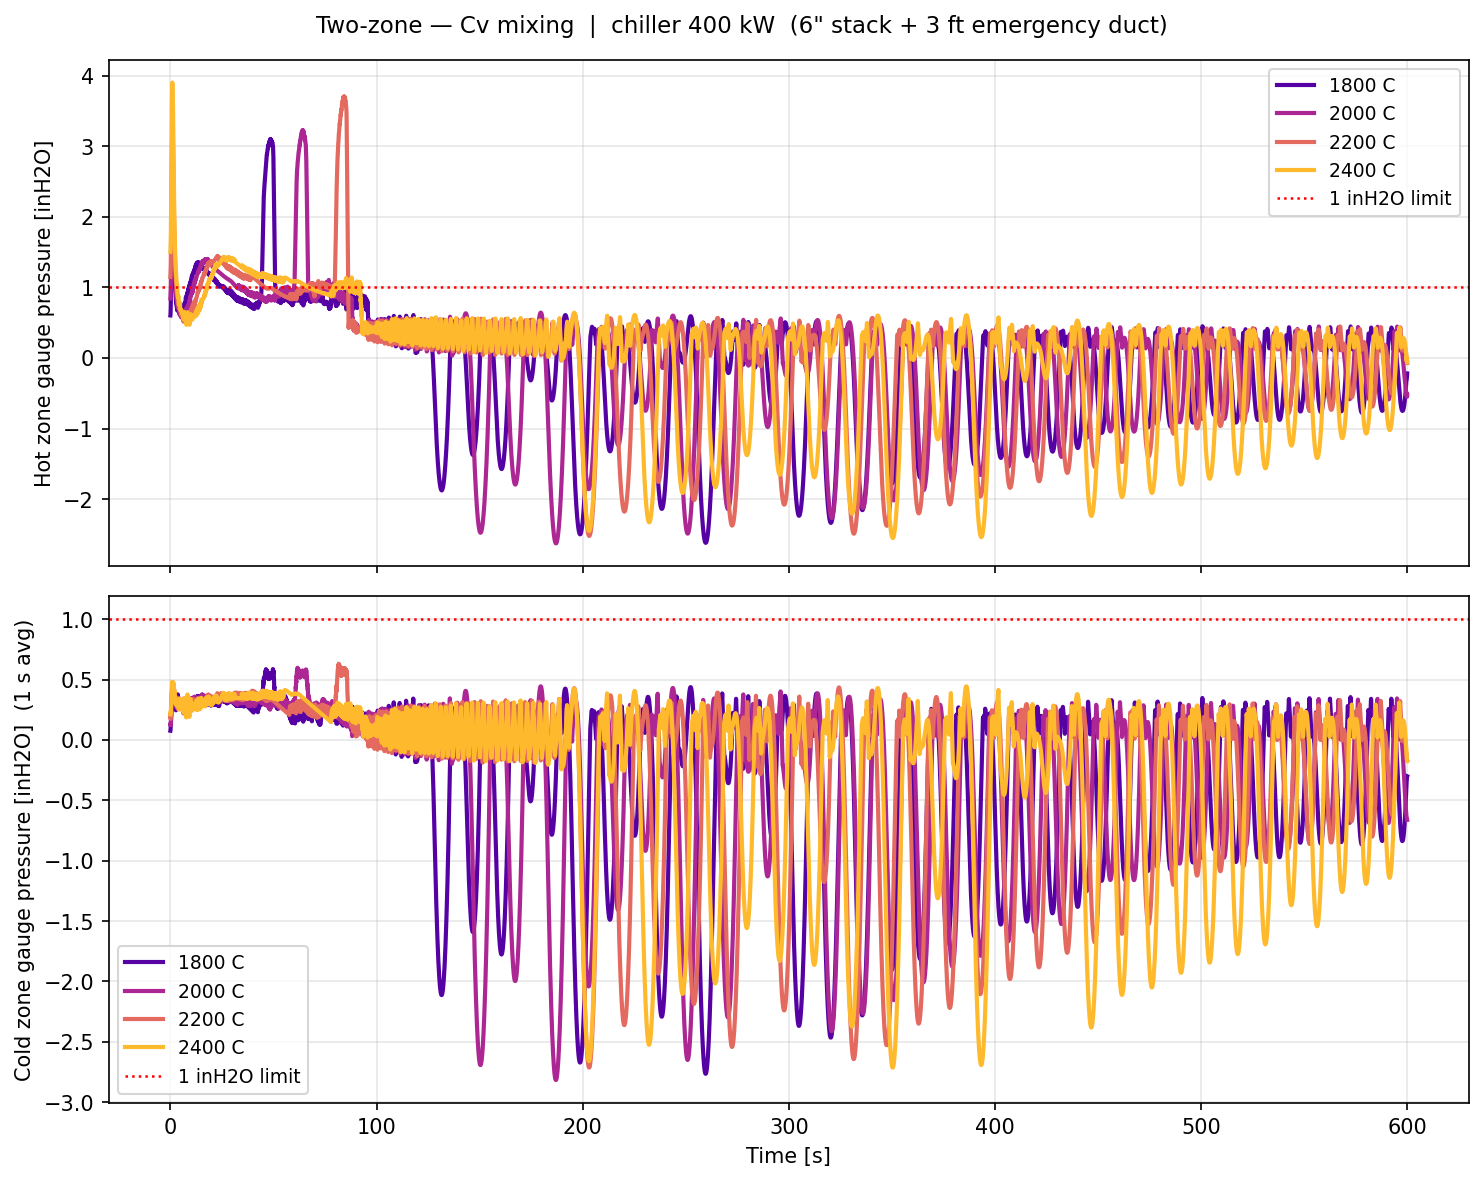 Two-zone — Cv mixing  |  chiller 400 kW  (6" stack + 3 ft emergency duct)
Hot zone gauge pressure [inH2O]
4
3
2
1
0
−1
−2
1800 C
2000 C
2200 C
2400 C
1 inH2O limit
Cold zone gauge pressure [inH2O]  (1 s avg)
1.0
0.5
0.0
−0.5
−1.0
−1.5
−2.0
−2.5
−3.0
1800 C
2000 C
2200 C
2400 C
1 inH2O limit
0 100 200 300 400 500 600
Time [s]